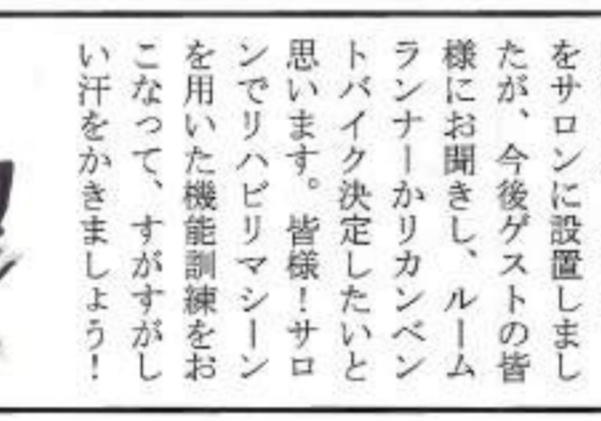 をサロンに設置しまし
たが、今後ゲストの皆
様にお聞きし、ルーム
ランナーかリカンベン
トバイク決定したいと
思います。皆様！サロ
ンでリハビリマシーン
を用いた機能訓練をお
こなって、すがすがし
い汗をかきましょう！